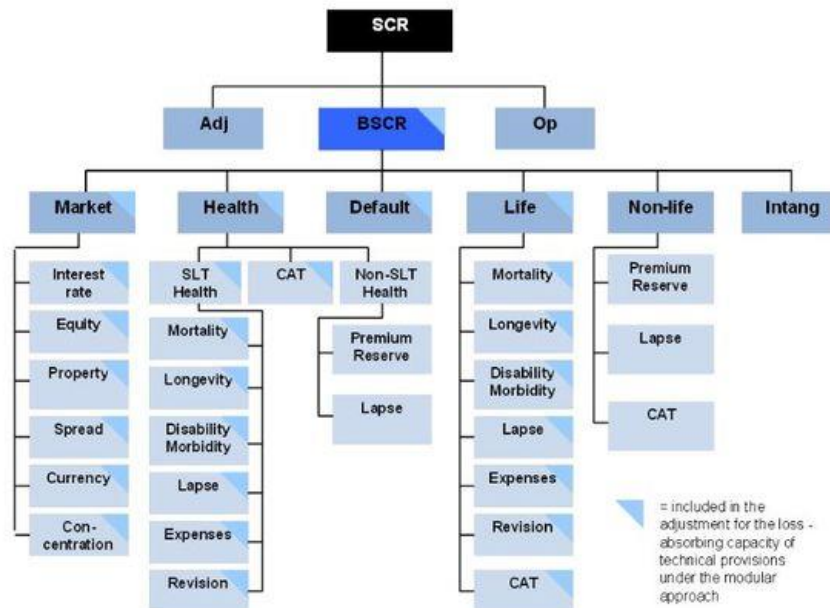 SCR
Adj
BSCR
Op
Market
Health
Default
Life
Non-life
Intang
Interest
rate
Equity
Property
Spread
Currency
Con-
centration
SLT
Health
CAT
Non-SLT
Health
Mortality
Longevity
Disability
Morbidity
Lapse
Expenses
Revision
Premium
Reserve
Lapse
Mortality
Longevity
Disability
Morbidity
Lapse
Expenses
Revision
CAT
Premium
Reserve
Lapse
CAT
= included in the
adjustment for the loss -
absorbing capacity of
technical provisions
under the modular
approach